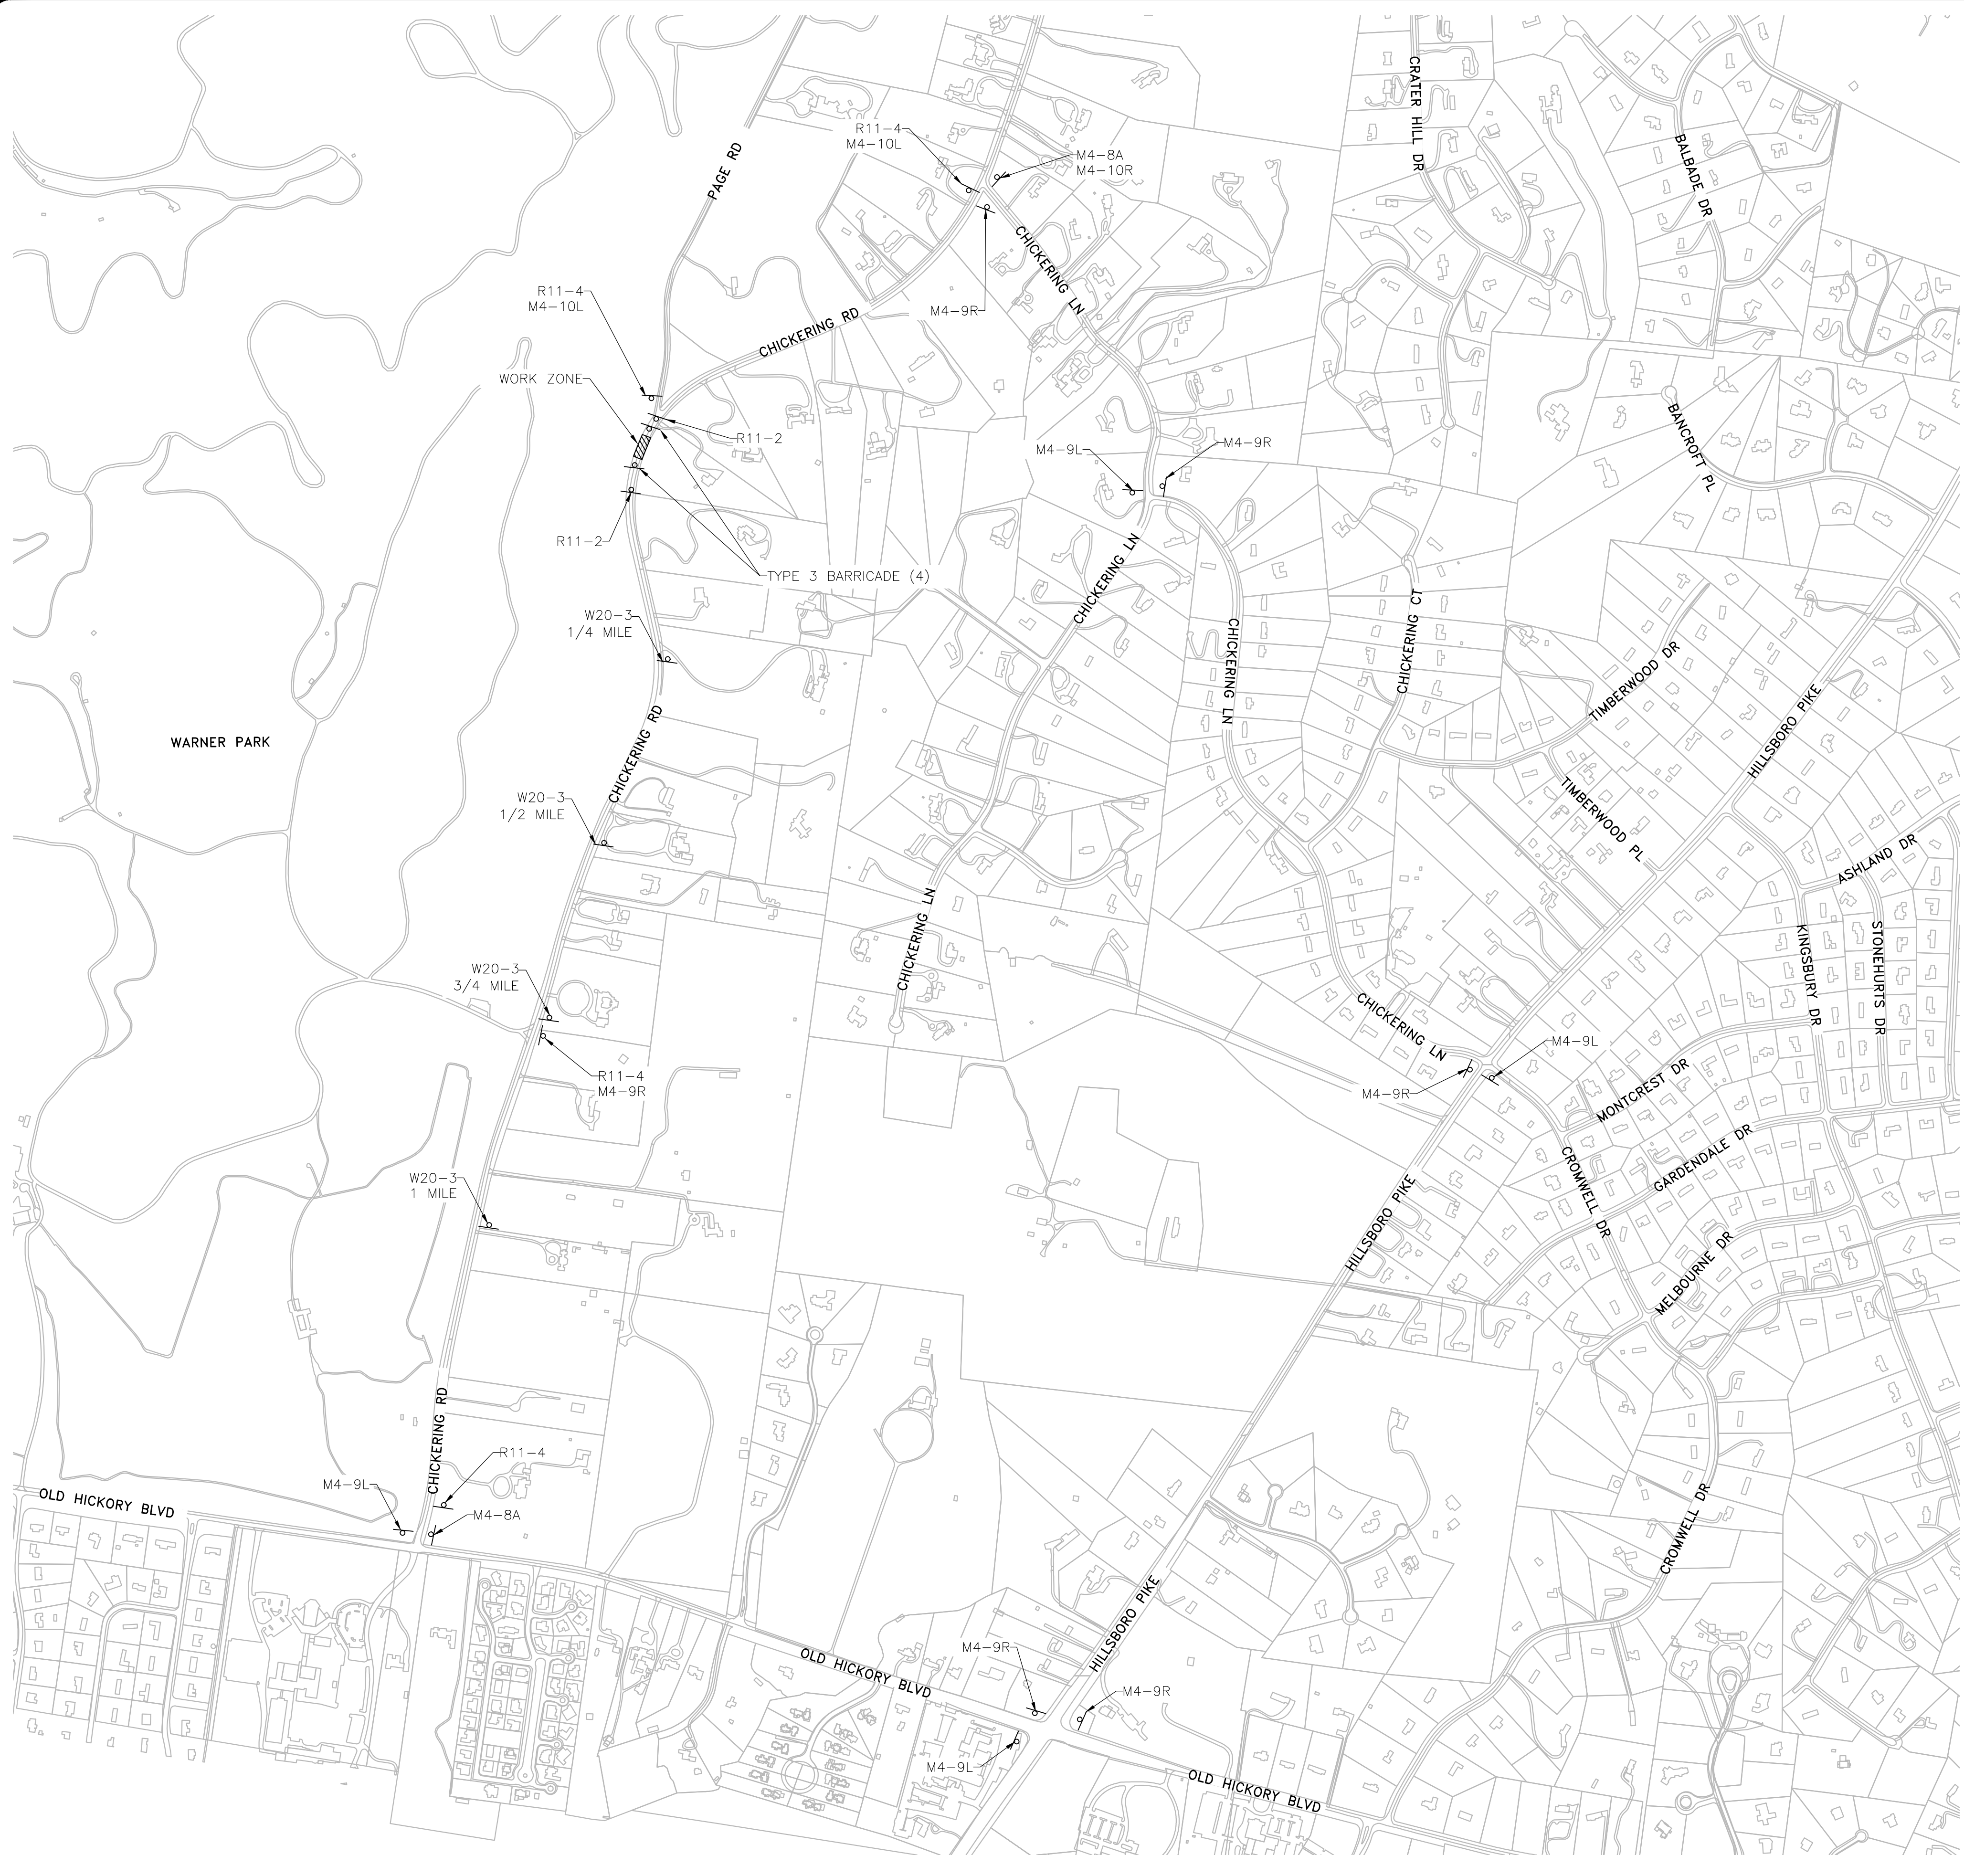 CRATER HILL DR
R11-4
M4-10L
PAGE RD
M4-8A
M4-10R
BALBADE DR
CHICKERING LN
R11-4
M4-10L
M4-9R
CHICKERING RD
WORK ZONE
R11-2
M4-9L
M4-9R
BANCROFT PL
R11-2
TYPE 3 BARRICADE (4)
CHICKERING LN
CHICKERING CT
W20-3
1/4 MILE
CHICKERING LN
TIMBERWOOD DR
HILLSBORO PIKE
WARNER PARK
CHICKERING RD
W20-3
1/2 MILE
TIMBERWOOD PL
ASHLAND DR
CHICKERING LN
KINGSBURY DR
STONEHURTS DR
W20-3
3/4 MILE
CHICKERING LN
M4-9L
R11-4
M4-9R
M4-9R
MONTCREST DR
GARDENDALE DR
CROMWELL DR
W20-3
1 MILE
HILLSBORO PIKE
MELBOURNE DR
CHICKERING RD
R11-4
M4-9L
OLD HICKORY BLVD
M4-8A
CROMWELL DR
HILLSBORO PIKE
M4-9R
OLD HICKORY BLVD
M4-9R
M4-9L
OLD HICKORY BLVD